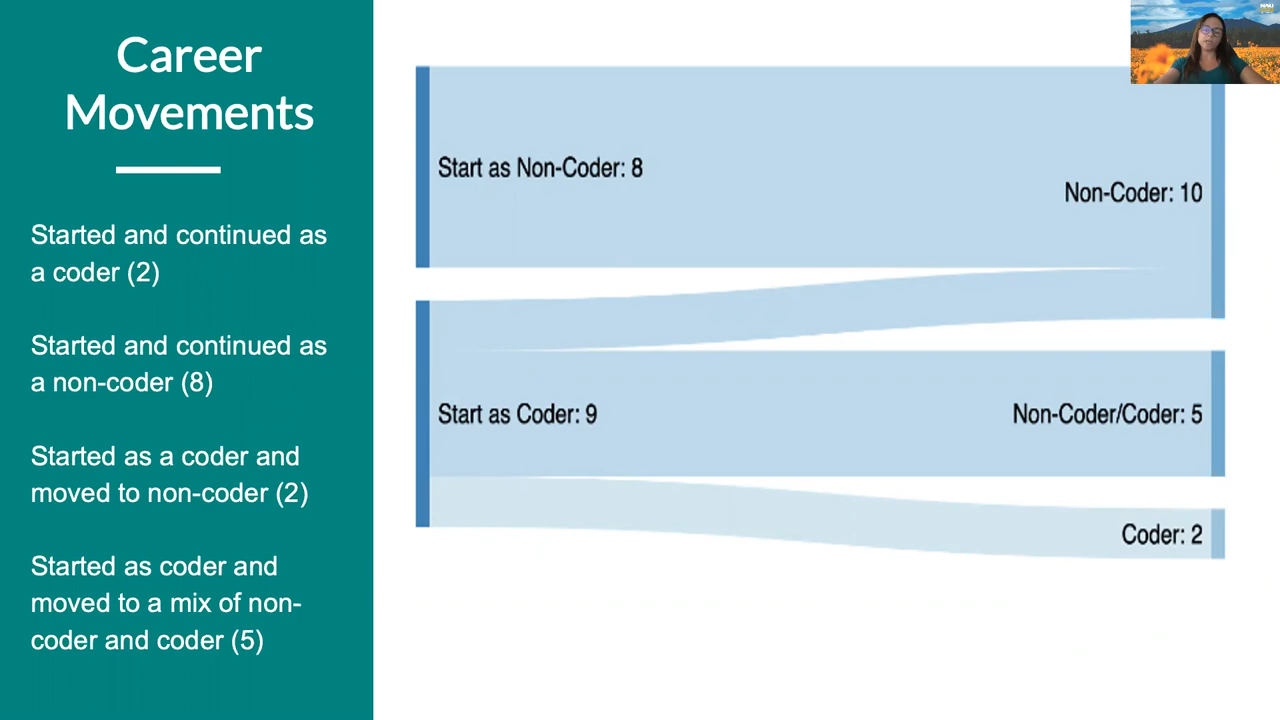 Career
Movements
Started and continued as
a coder (2)
Started and continued as
a non-coder (8)
Started as a coder and
moved to non-coder (2)
Started as coder and
moved to a mix of non-
coder and coder (5)
Start as Non-Coder: 8
Non-Coder: 10
Start as Coder: 9
Non-Coder/Coder: 5
Coder: 2
NAU